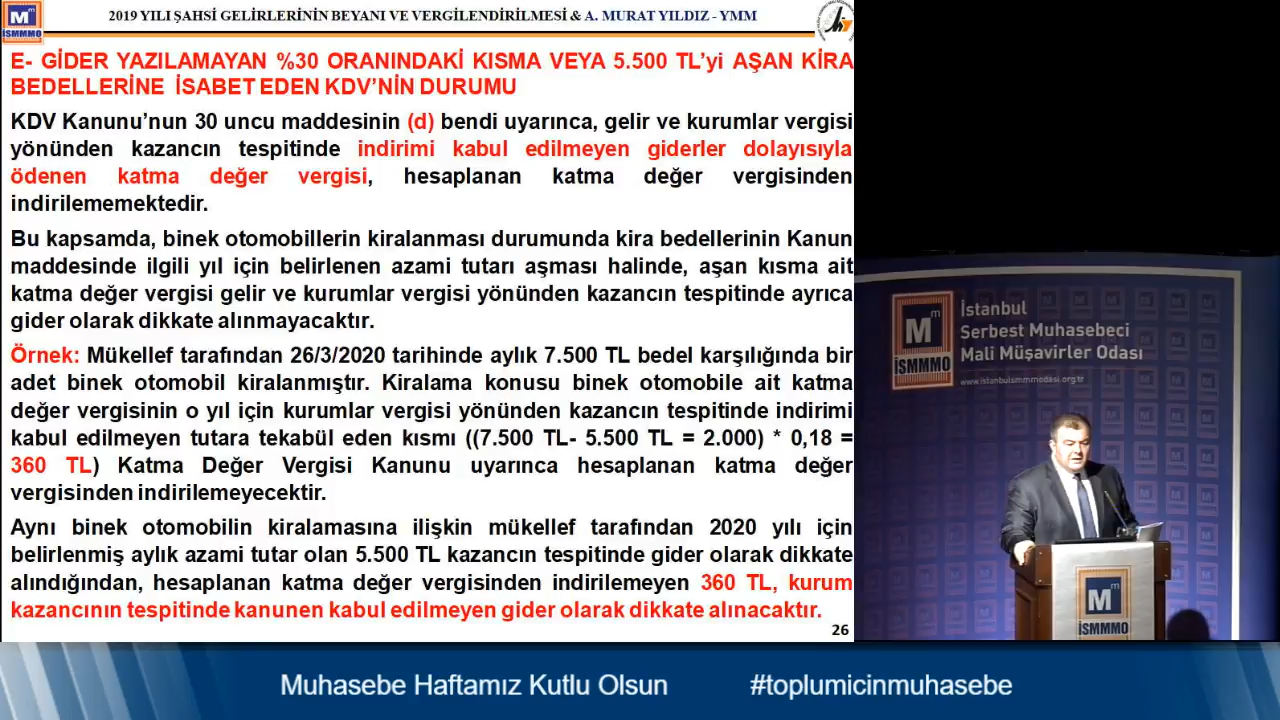 2019 YILI ŞAHSİ GELİRLERİNİN BEYANI VE VERGİLENDİRİLMESİ & A. MURAT YILDIZ - YMM
Mm
İSMMMO
E- GİDER YAZILAMAYAN %30 ORANINDAKİ KISMA VEYA 5.500 TL’yi AŞAN KİRA
BEDELLERİNE İSABET EDEN KDV’NİN DURUMU
KDV Kanunu’nun 30 uncu maddesinin (d) bendi uyarınca, gelir ve kurumlar vergisi
yönünden kazancın tespitinde indirimi kabul edilmeyen giderler dolayısıyla
ödenen katma değer vergisi, hesaplanan katma değer vergisinden
indirilememektedir.
Bu kapsamda, binek otomobillerin kiralanması durumunda kira bedellerinin Kanun
maddesinde ilgili yıl için belirlenen azami tutarı aşması halinde, aşan kısma ait
katma değer vergisi gelir ve kurumlar vergisi yönünden kazancın tespitinde ayrıca
gider olarak dikkate alınmayacaktır.
Örnek: Mükellef tarafından 26/3/2020 tarihinde aylık 7.500 TL bedel karşılığında bir
adet binek otomobil kiralanmıştır. Kiralama konusu binek otomobile ait katma
değer vergisinin o yıl için kurumlar vergisi yönünden kazancın tespitinde indirimi
kabul edilmeyen tutara tekabül eden kısmı ((7.500 TL- 5.500 TL = 2.000) * 0,18 =
360 TL) Katma Değer Vergisi Kanunu uyarınca hesaplanan katma değer
vergisinden indirilemeyecektir.
Aynı binek otomobilin kiralamasına ilişkin mükellef tarafından 2020 yılı için
belirlenmiş aylık azami tutar olan 5.500 TL kazancın tespitinde gider olarak dikkate
alındığından, hesaplanan katma değer vergisinden indirilemeyen 360 TL, kurum
kazancının tespitinde kanunen kabul edilmeyen gider olarak dikkate alınacaktır.
26
Mm
İSMMMO
İstanbul
Serbest Muhasebeci
Mali Müşavirler Odası
www.istanbulsmmmodasi.org.tr
Mm
İSMMMO
Muhasebe Haftamız Kutlu Olsun
#toplumicinmuhasebe